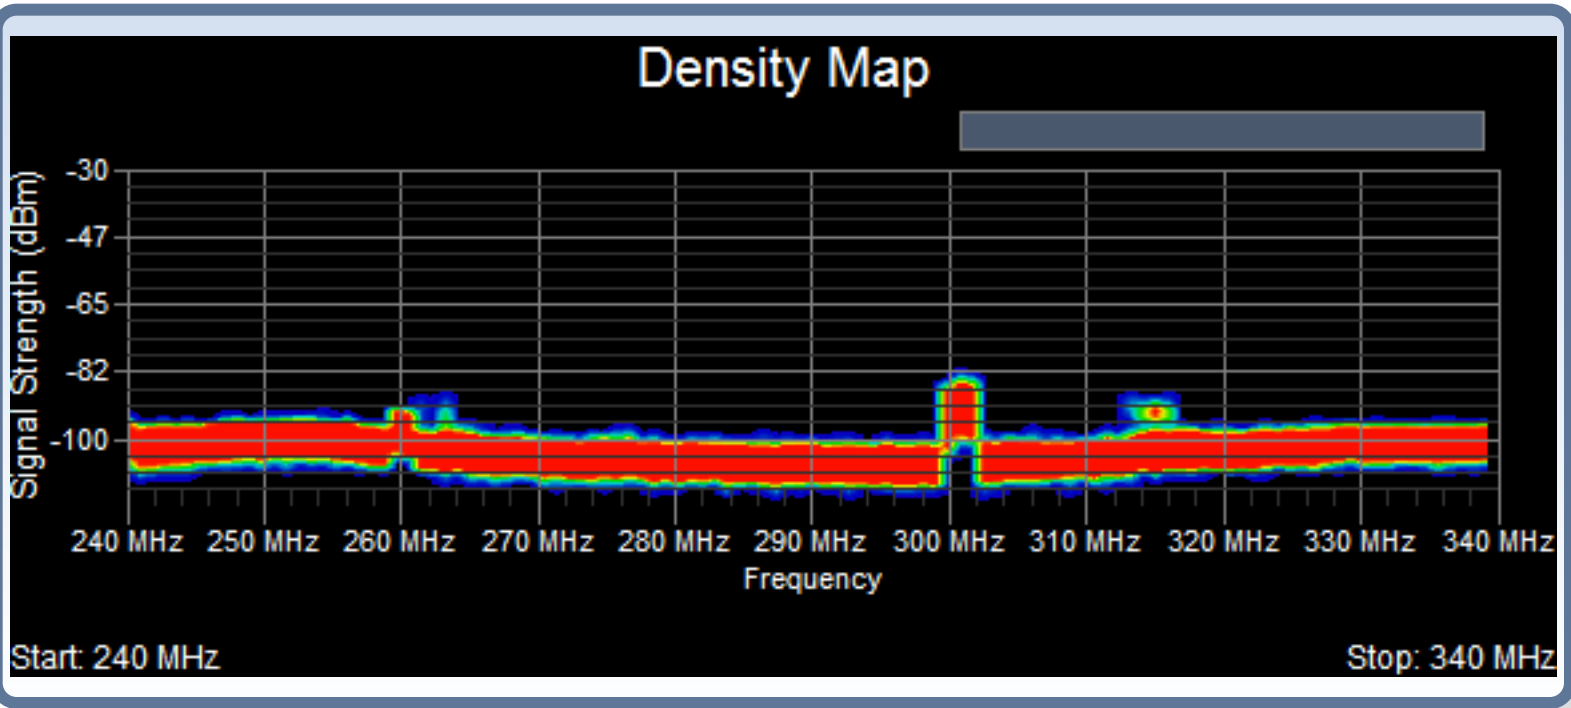 Density Map
Signal Strength (dBm)
-30
-47
-65
-82
-100
240 MHz 250 MHz 260 MHz 270 MHz 280 MHz 290 MHz 300 MHz 310 MHz 320 MHz 330 MHz 340 MHz
Frequency
Start: 240 MHz
Stop: 340 MHz